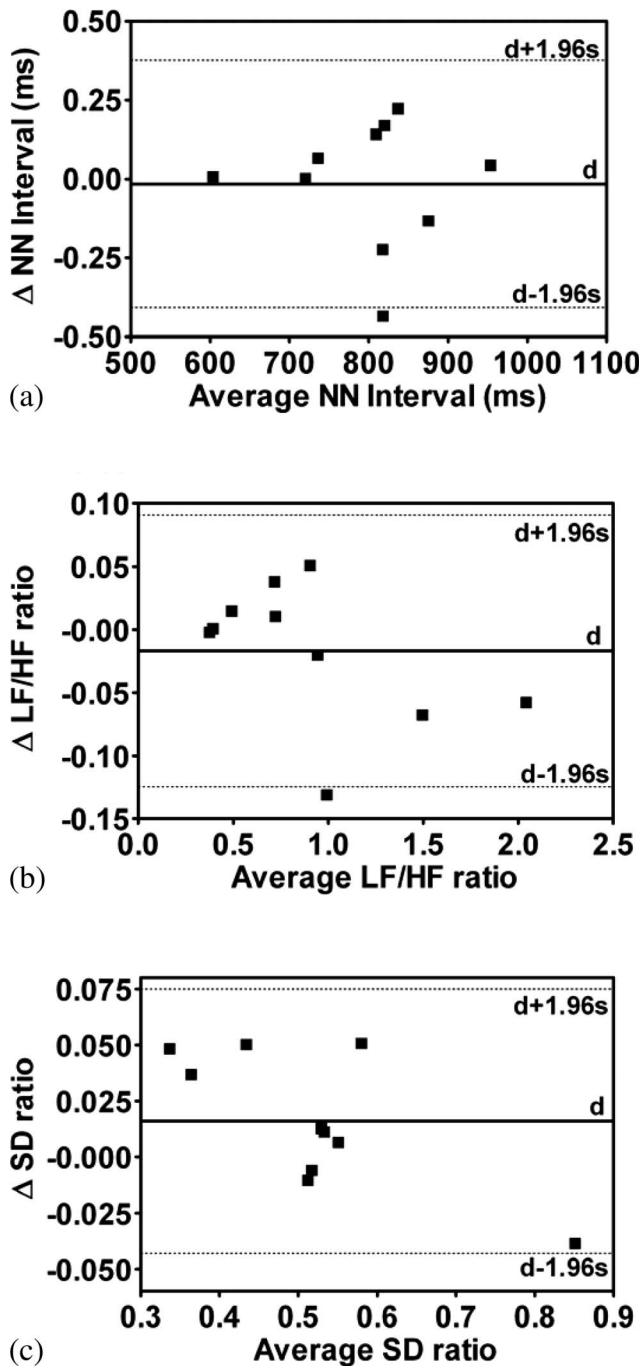 0.50
d+1.96s
0.25
0.00
d
-0.25
d-1.96s
-0.50
500 600 700 800 900 1000 1100
Δ NN Interval (ms)
Average NN Interval (ms)
(a)
0.10
d+1.96s
0.05
-0.00
d
-0.05
-0.10
d-1.96s
-0.15
0.0 0.5 1.0 1.5 2.0 2.5
Δ LF/HF ratio
Average LF/HF ratio
(b)
0.075
d+1.96s
0.050
0.025
d
-0.000
-0.025
d-1.96s
-0.050
0.3 0.4 0.5 0.6 0.7 0.8 0.9
Δ SD ratio
Average SD ratio
(c)